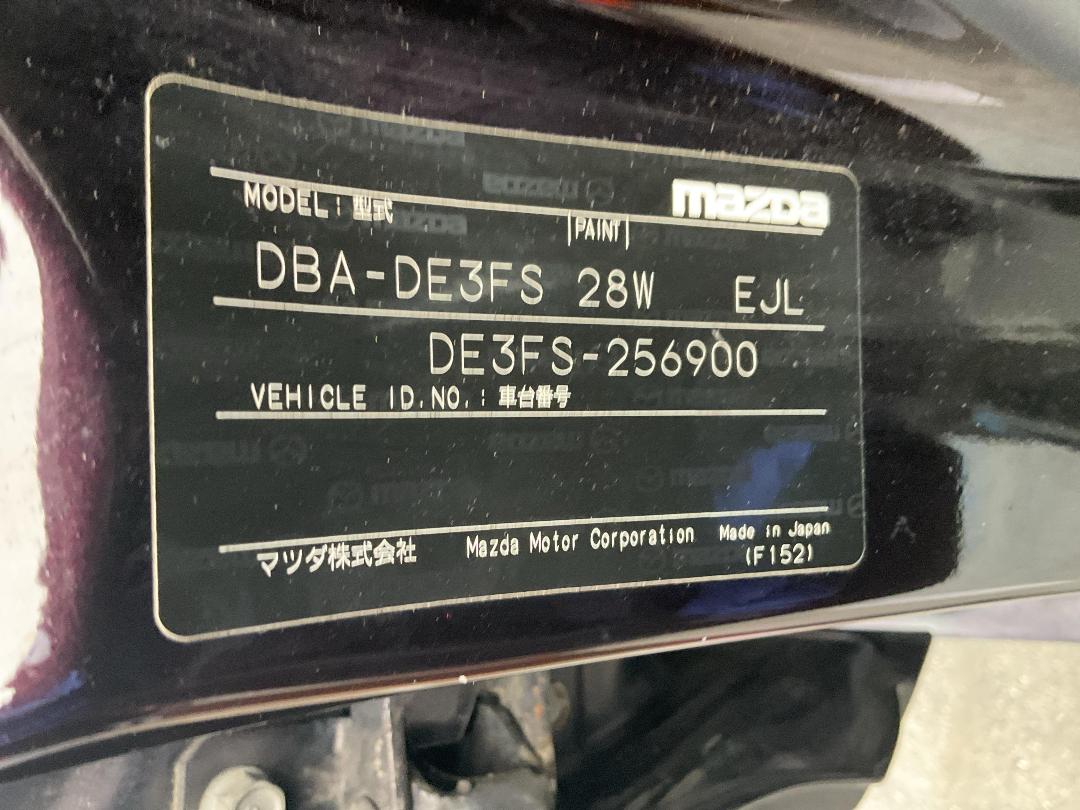 mazda
MODEL: 型式
PAINT
DBA-DE3FS 28W EJL
DE3FS-256900
VEHICLE ID.NO.: 車台番号
マツダ株式会社 Mazda Motor Corporation Made in Japan
(F152)